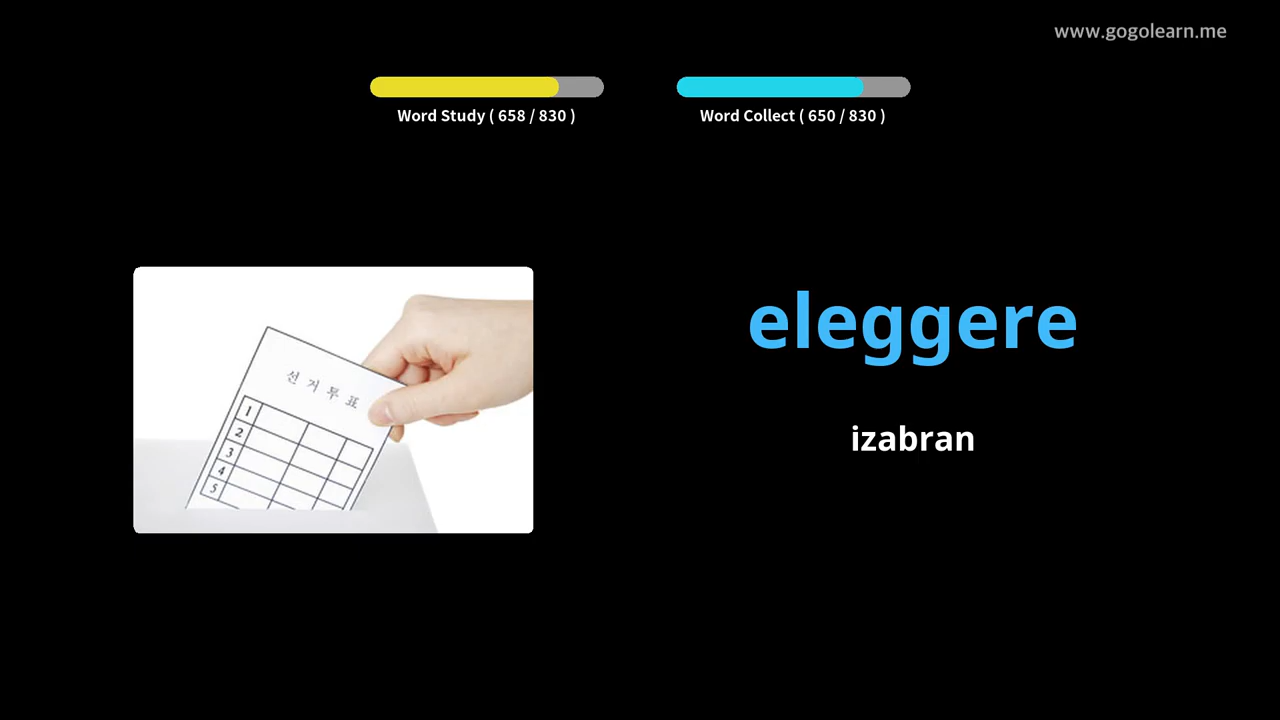 www.gogolearn.me
Word Study ( 658 / 830 )
Word Collect ( 650 / 830 )
선거투표
1
2
3
4
5
eleggere
izabran